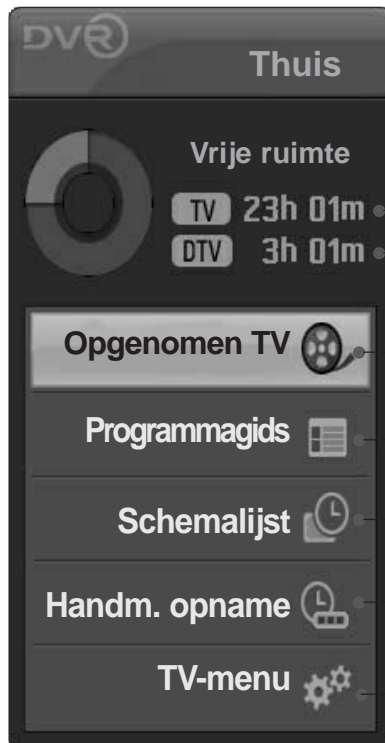 DVR
Thuis
Vrije ruimte
TV 23h 01m
DTV 3h 01m
Opgenomen TV
Programmagids
Schemalijst
Handm. opname
TV-menu